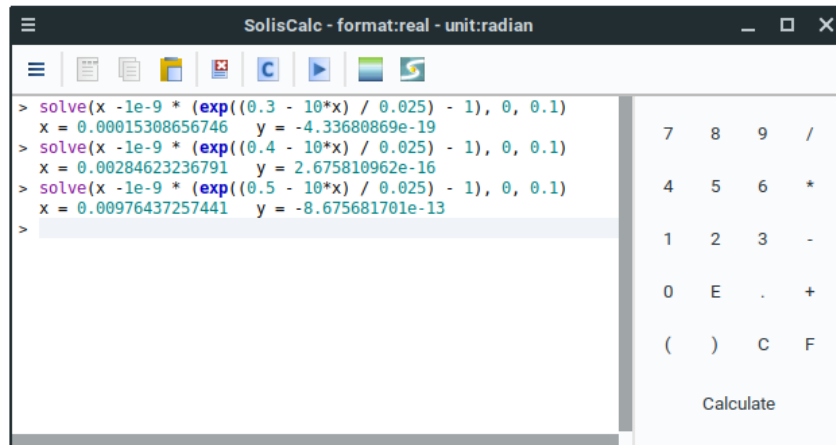 SolisCalc - format:real - unit:radian
C
> solve(x -1e-9 * (exp((0.3 - 10*x) / 0.025) - 1), 0, 0.1)
x = 0.00015308656746 y = -4.33680869e-19
> solve(x -1e-9 * (exp((0.4 - 10*x) / 0.025) - 1), 0, 0.1)
x = 0.00284623236791 y = 2.675810962e-16
> solve(x -1e-9 * (exp((0.5 - 10*x) / 0.025) - 1), 0, 0.1)
x = 0.00976437257441 y = -8.675681701e-13
>
7 8 9 /
4 5 6 *
1 2 3 -
0 E . +
( ) C F
Calculate